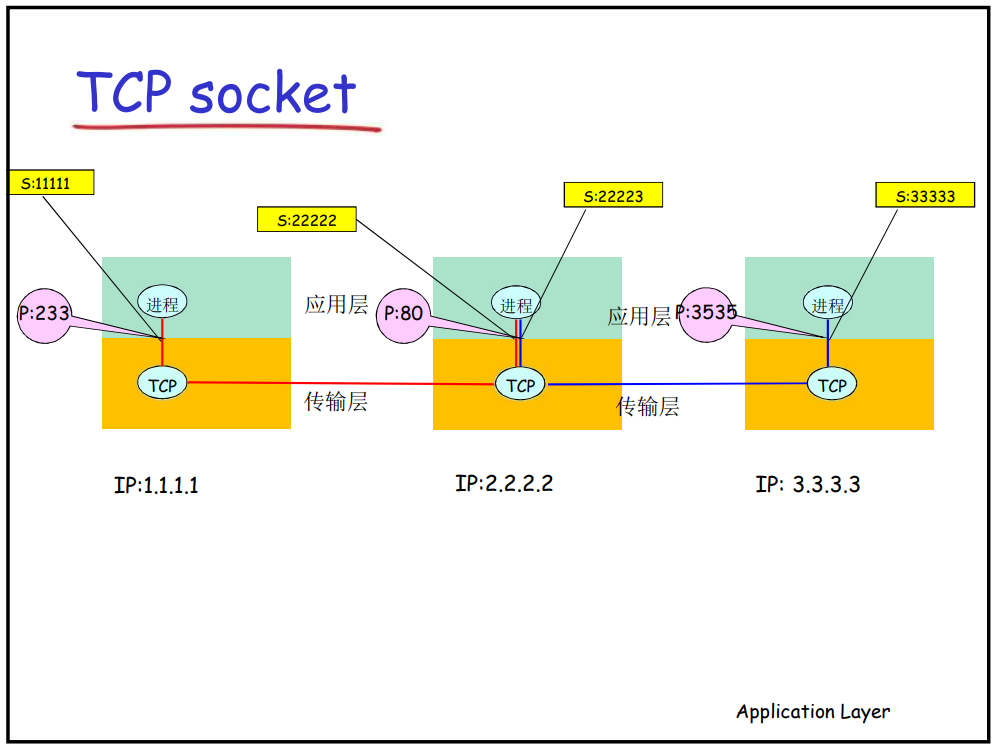 TCP socket
S:11111
S:22222
S:22223
S:33333
P:233
进程
应用层
P:80
进程
应用层
P:3535
进程
TCP
传输层
TCP
传输层
TCP
IP:1.1.1.1
IP:2.2.2.2
IP: 3.3.3.3
Application Layer